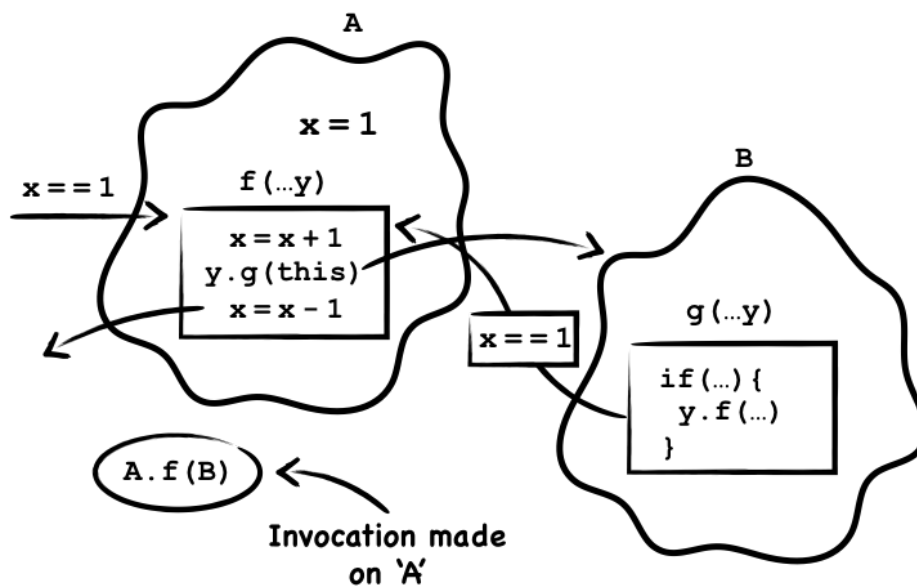 A
x = 1
x == 1
f(…y)
x = x + 1
y.g(this)
x = x - 1
B
x == 1
g(…y)
if(…){
y.f(…)
}
A.f(B)
Invocation made
on 'A'